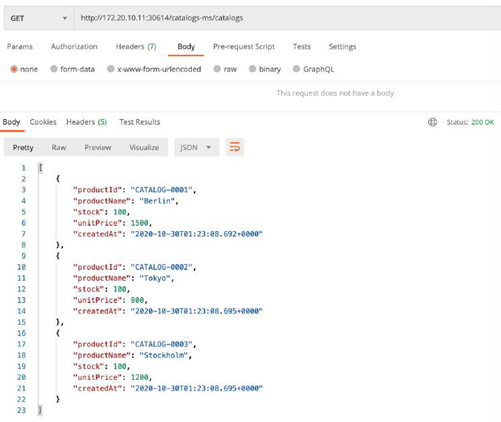 GET http://172.20.10.11:30614/catalogs-ms/catalogs
Params Authorization Headers (7) Body Pre-request Script Tests Settings
none form-data x-www-form-urlencoded raw binary GraphQL
This request does not have a body
Body Cookies Headers (5) Test Results Status: 200 OK
Pretty Raw Preview Visualize JSON
1 [
2 {
3 "productId": "CATALOG-0001",
4 "productName": "Berlin",
5 "stock": 100,
6 "unitPrice": 1500,
7 "createdAt": "2020-10-30T01:23:08.692+0000"
8 },
9 {
10 "productId": "CATALOG-0002",
11 "productName": "Tokyo",
12 "stock": 100,
13 "unitPrice": 900,
14 "createdAt": "2020-10-30T01:23:08.695+0000"
15 },
16 {
17 "productId": "CATALOG-0003",
18 "productName": "Stockholm",
19 "stock": 100,
20 "unitPrice": 1200,
21 "createdAt": "2020-10-30T01:23:08.695+0000"
22 }
23 ]